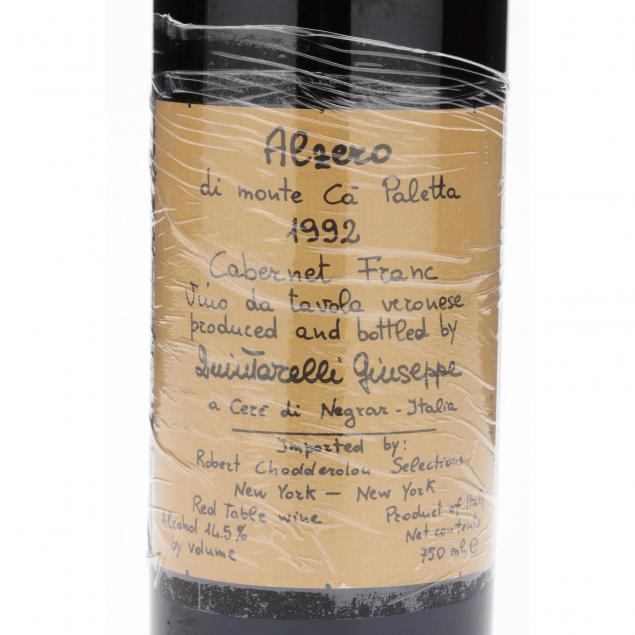 Alzero
di monte Cà Paletta
1992
Cabernet Franc
Vino da tavola veronese
produced and bottled by
Quintarelli Giuseppe
a Cerè di Negrar - Italia
Imported by:
Robert Chadderolou Selections
New York - New York
Red Table wine
Product of Italy
Alcohol 14.5%
by volume
Net contents
750 ml e